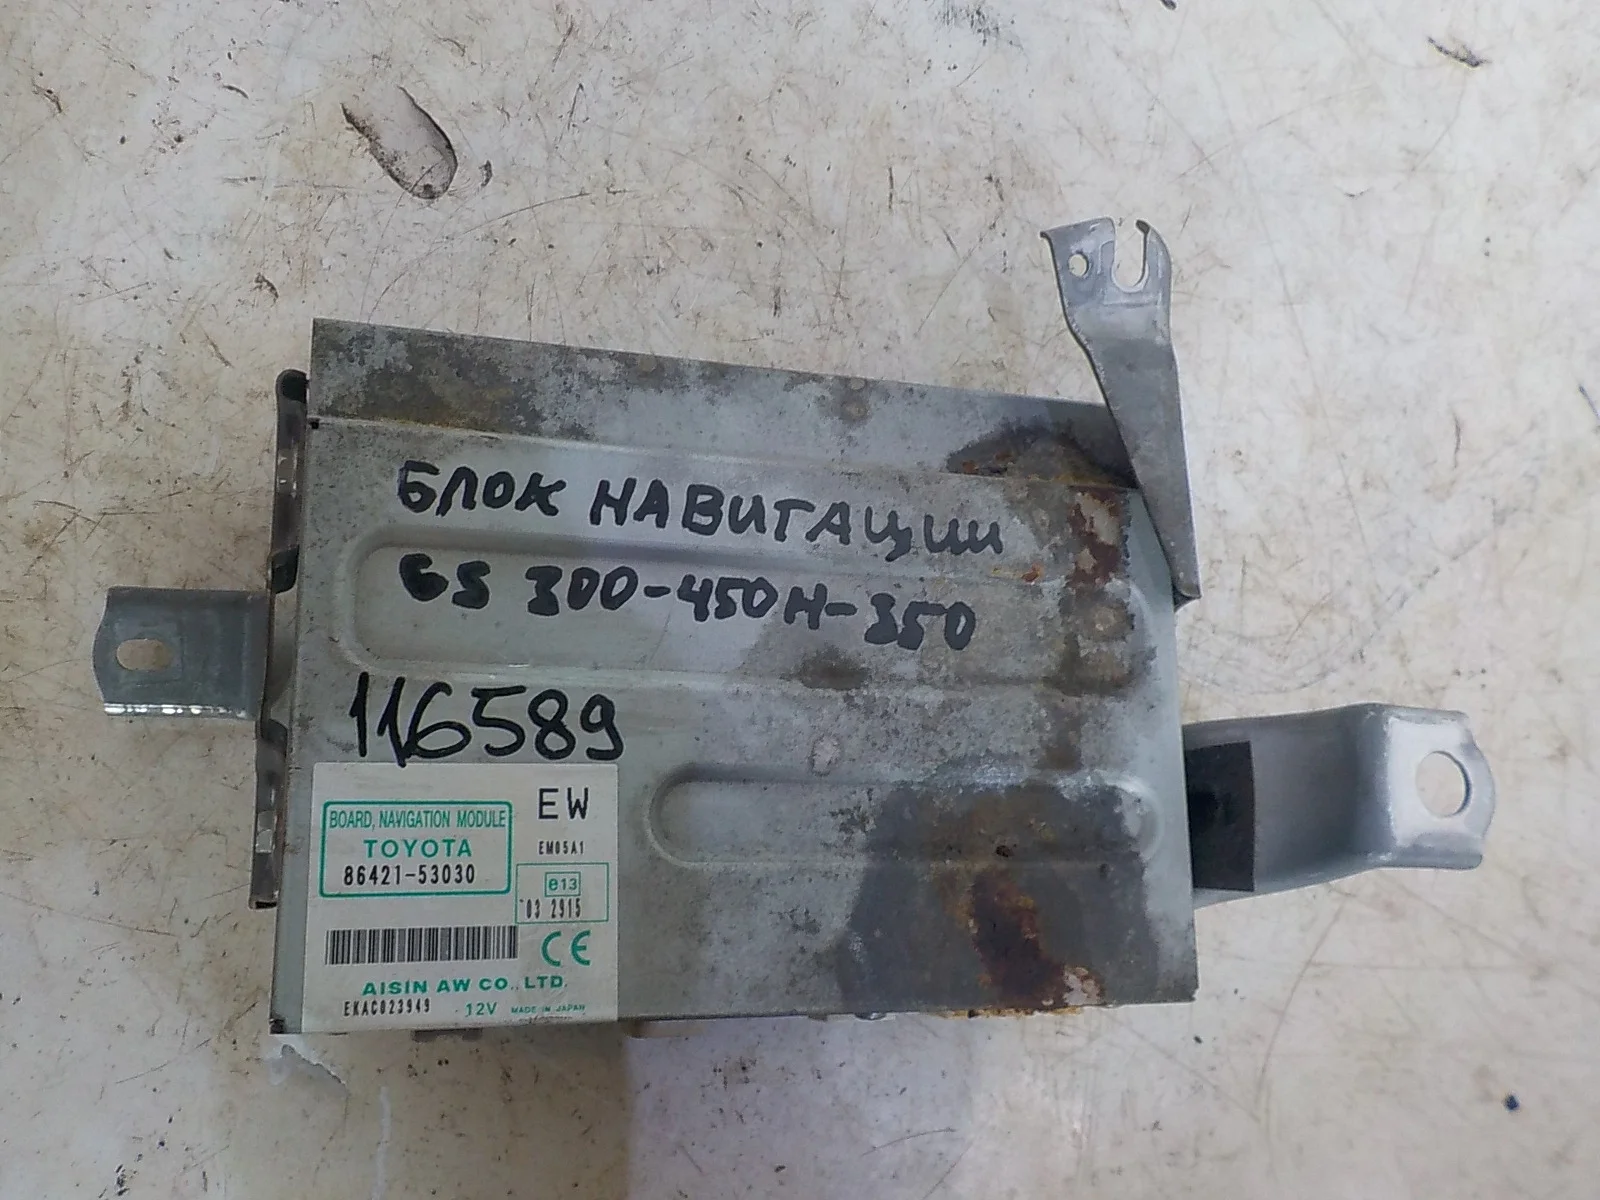 БЛОК НАВИГАЦИИ
GS 300-450H-350
116589
BOARD, NAVIGATION MODULE
TOYOTA
86421-53030
EW
EM05A1
e13
03 2915
CE
AISIN AW CO., LTD.
EKAC023949 12V MADE IN JAPAN